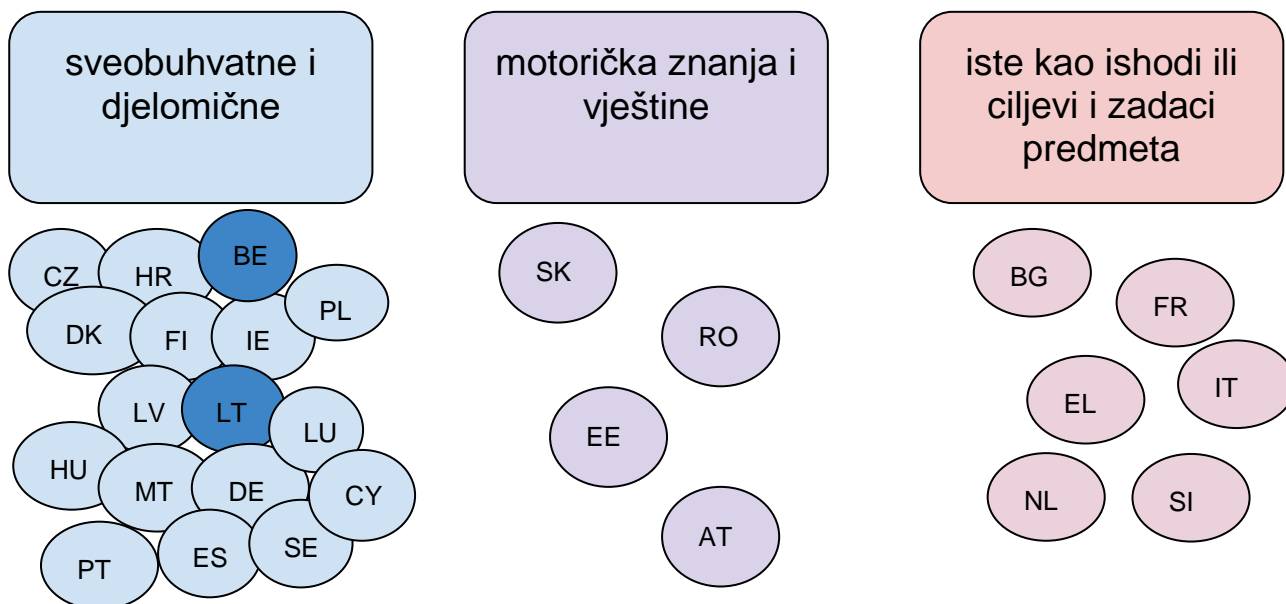 sveobuhvatne i
djelomične
motorička znanja i
vještine
iste kao ishodi ili
ciljevi i zadaci
predmeta
CZ
HR
BE
PL
DK
FI
IE
LV
LT
LU
HU
MT
DE
CY
PT
ES
SE
SK
RO
EE
AT
BG
FR
IT
EL
NL
SI